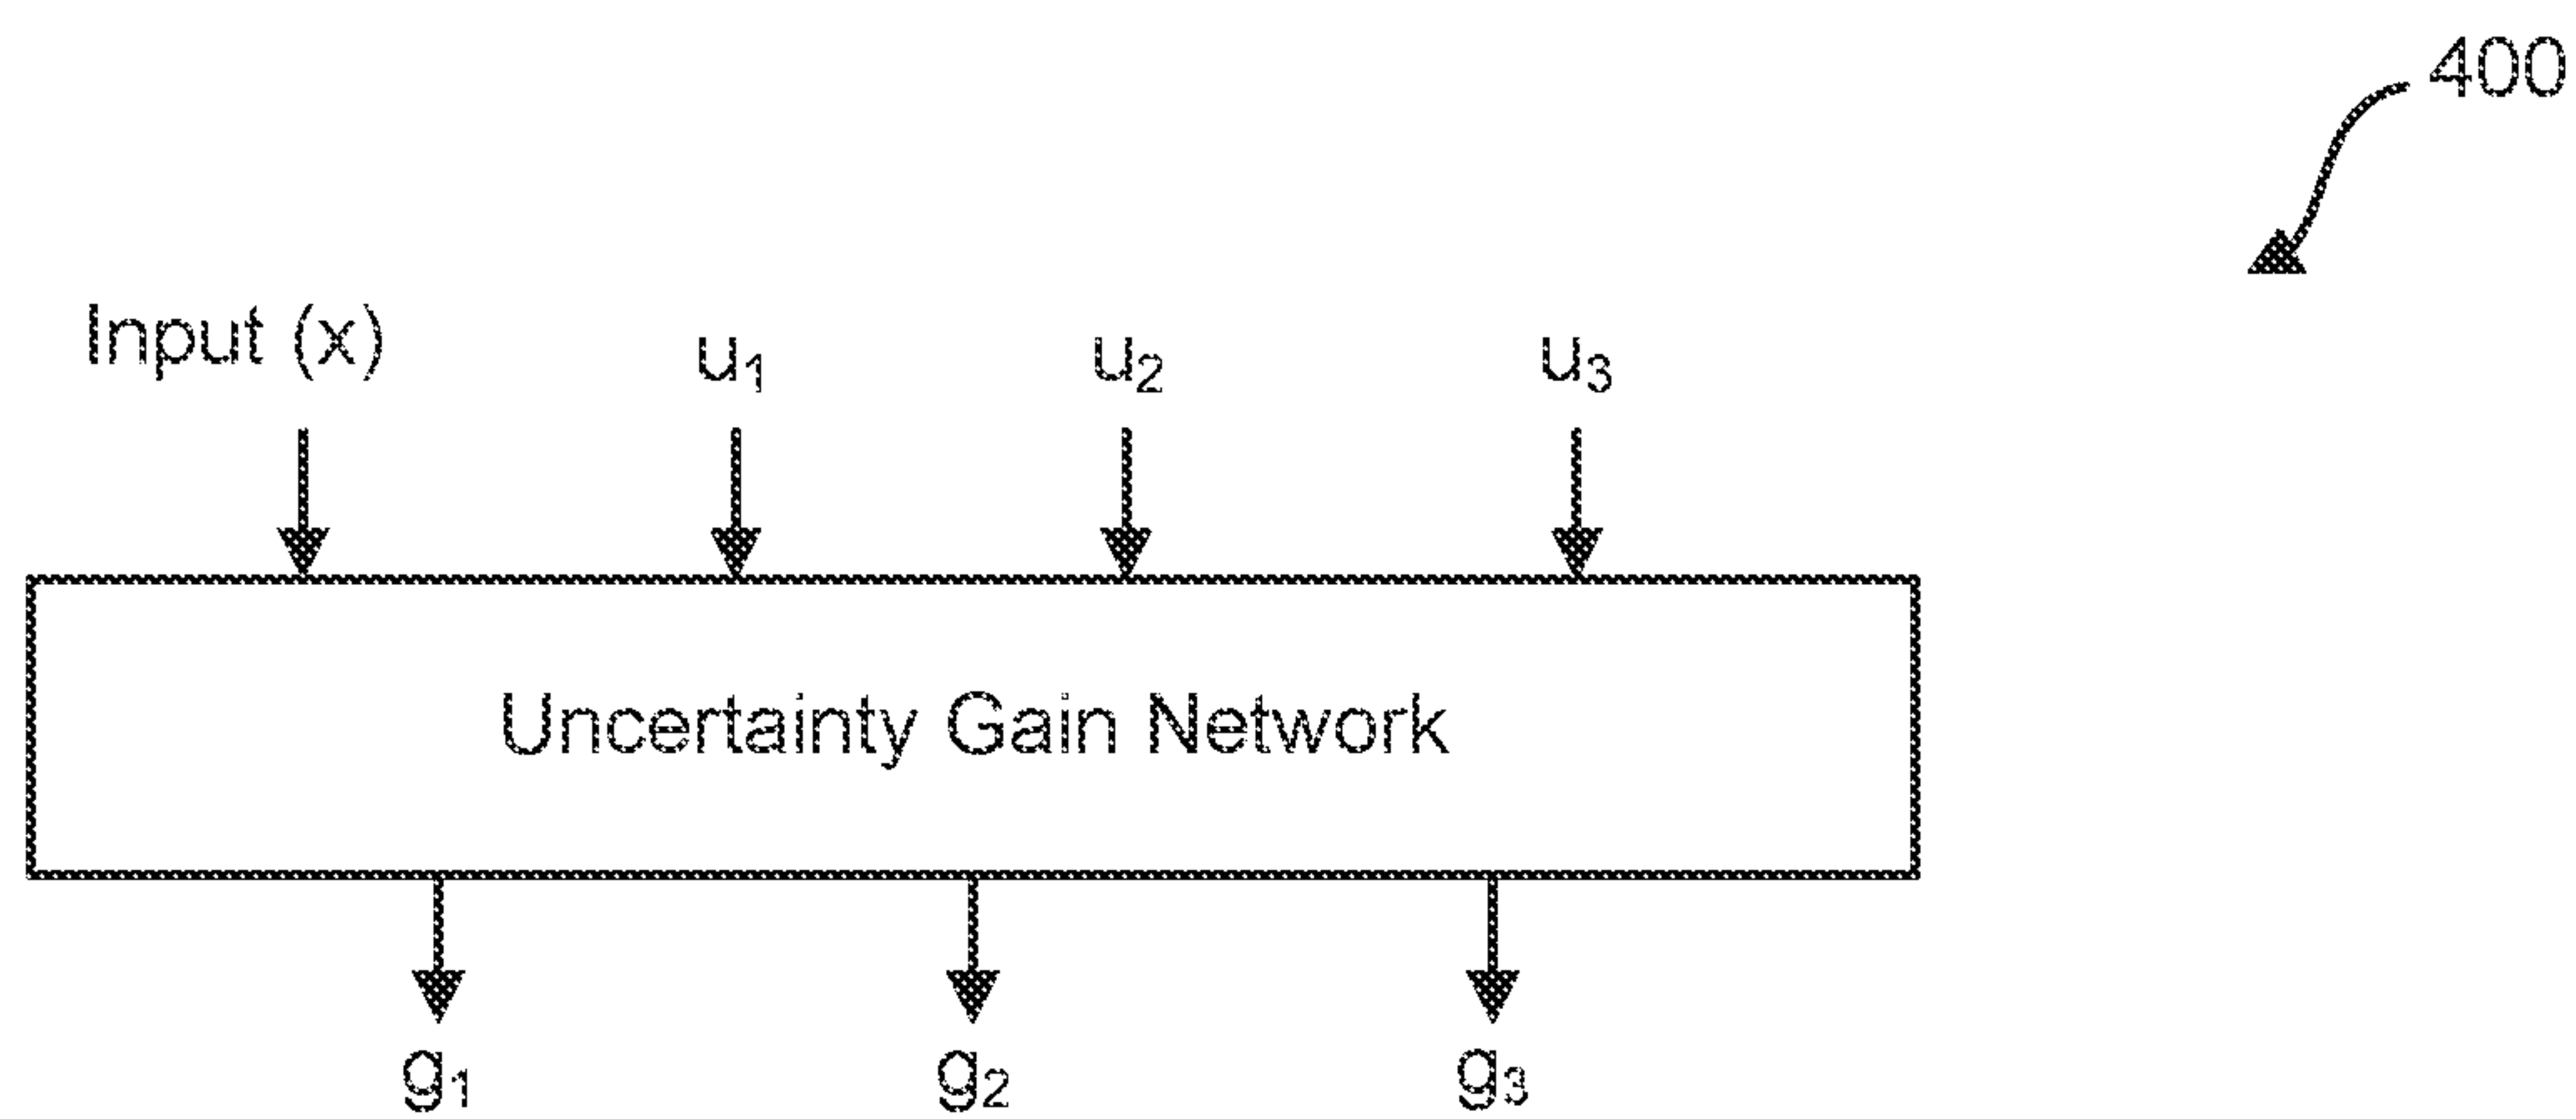 400
Input (x) u₁ u₂ u₃
Uncertainty Gain Network
g₁ g₂ g₃